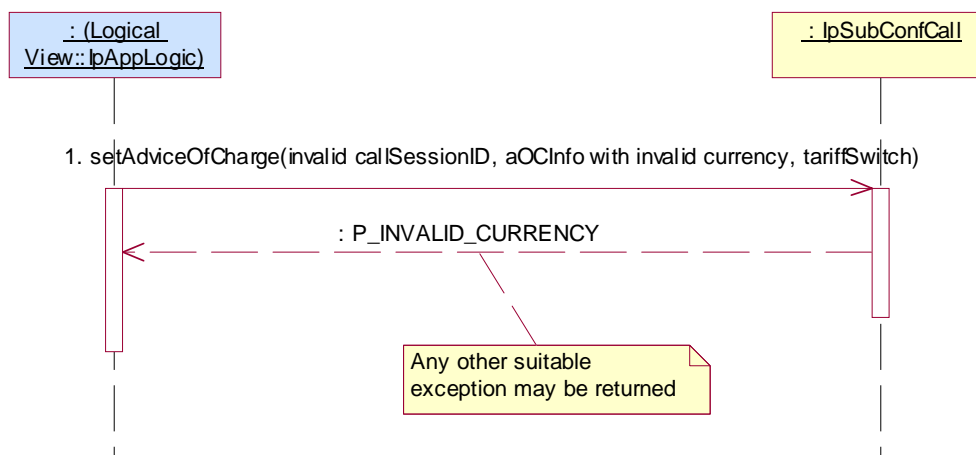 : (Logical
View::IpAppLogic)
: IpSubConfCall
1. setAdviceOfCharge(invalid callSessionID, aOCInfo with invalid currency, tariffSwitch)
: P_INVALID_CURRENCY
Any other suitable
exception may be returned